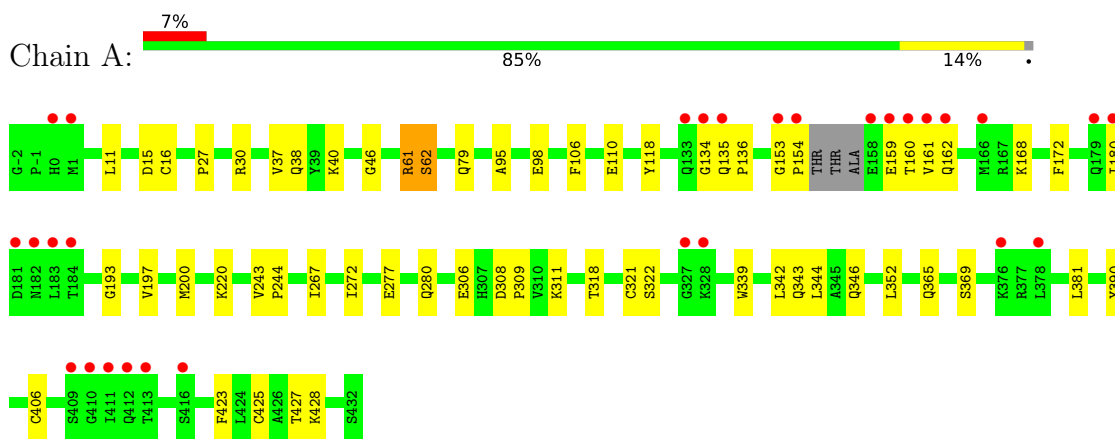 7%
Chain A:
85% 14% •
G-2 P-1 H0 M1 L11 D15 C16 P27 R30 V37 Q38 Y39 K40 G46 R61 S62 Q79 A95 E98 F106 E110 Y118 Q133 G134 Q135 P136 G153 P154 THR THR ALA E158 E159 T160 V161 Q162 M166 R167 K168 F172 Q179 I180
D181 N182 L183 T184 G193 V197 M200 K220 V243 P244 I267 I272 E277 Q280 E306 H307 D308 P309 V310 K311 T318 C321 S322 G327 K328 W339 L342 Q343 L344 A345 Q346 L352 Q365 S369 K376 R377 L378 L381
C406 S409 G410 I411 Q412 T413 S416 F423 L424 C425 A426 T427 K428 S432